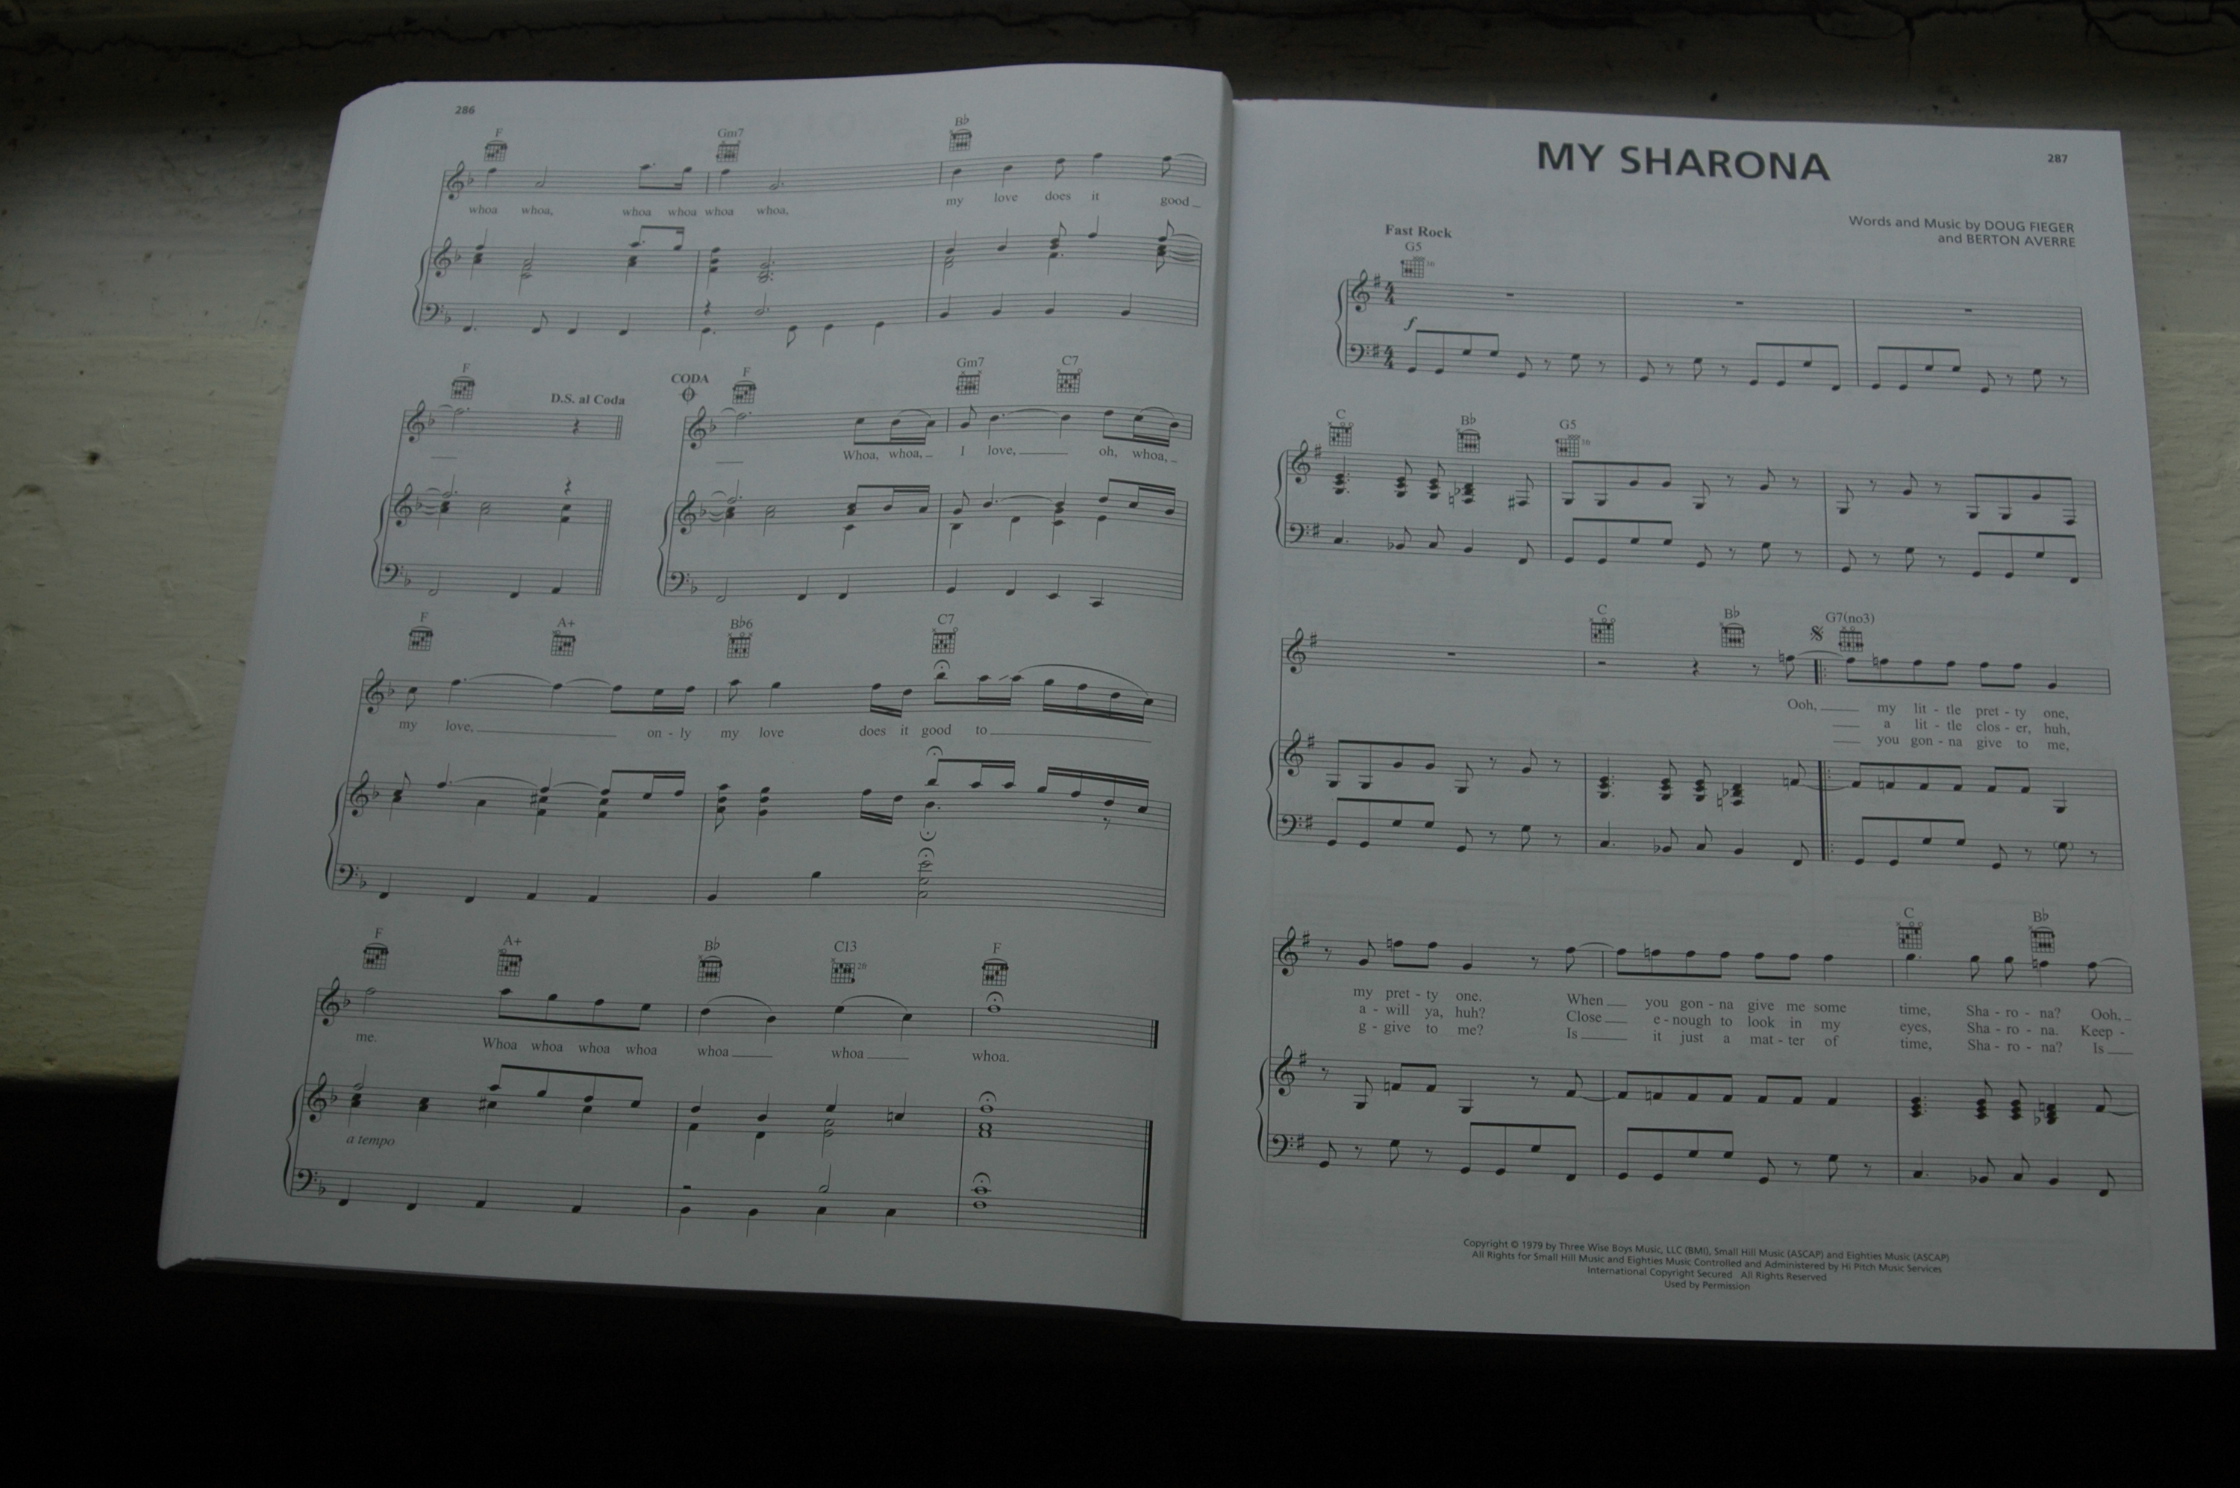 286
F Gm7 B♭
whoa whoa, whoa whoa whoa whoa, my love does it good
F D.S. al Coda CODA F Gm7 C7
Whoa, whoa, I love, oh, whoa,
F A+ B♭6 C7
my love, on - ly my love does it good to
F A+ B♭ C13 F
me. Whoa whoa whoa whoa whoa whoa whoa.
a tempo
MY SHARONA
287
Words and Music by DOUG FIEGER
and BERTON AVERRE
Fast Rock
G5
f
C B♭ G5
C B♭ G7(no3)
Ooh, my lit - tle pret - ty one,
a lit - tle clos - er, huh,
you gon - na give to me,
C B♭
my pret - ty one. When you gon - na give me some time, Sha - ro - na? Ooh,
a - will ya, huh? Close e - nough to look in my eyes, Sha - ro - na. Keep -
g - give to me? Is it just a mat - ter of time, Sha - ro - na? Is
Copyright © 1979 by Three Wise Boys Music, LLC (BMI), Small Hill Music (ASCAP) and Eighties Music (ASCAP)
All Rights for Small Hill Music and Eighties Music Controlled and Administered by Hi Pitch Music Services
International Copyright Secured All Rights Reserved
Used by Permission